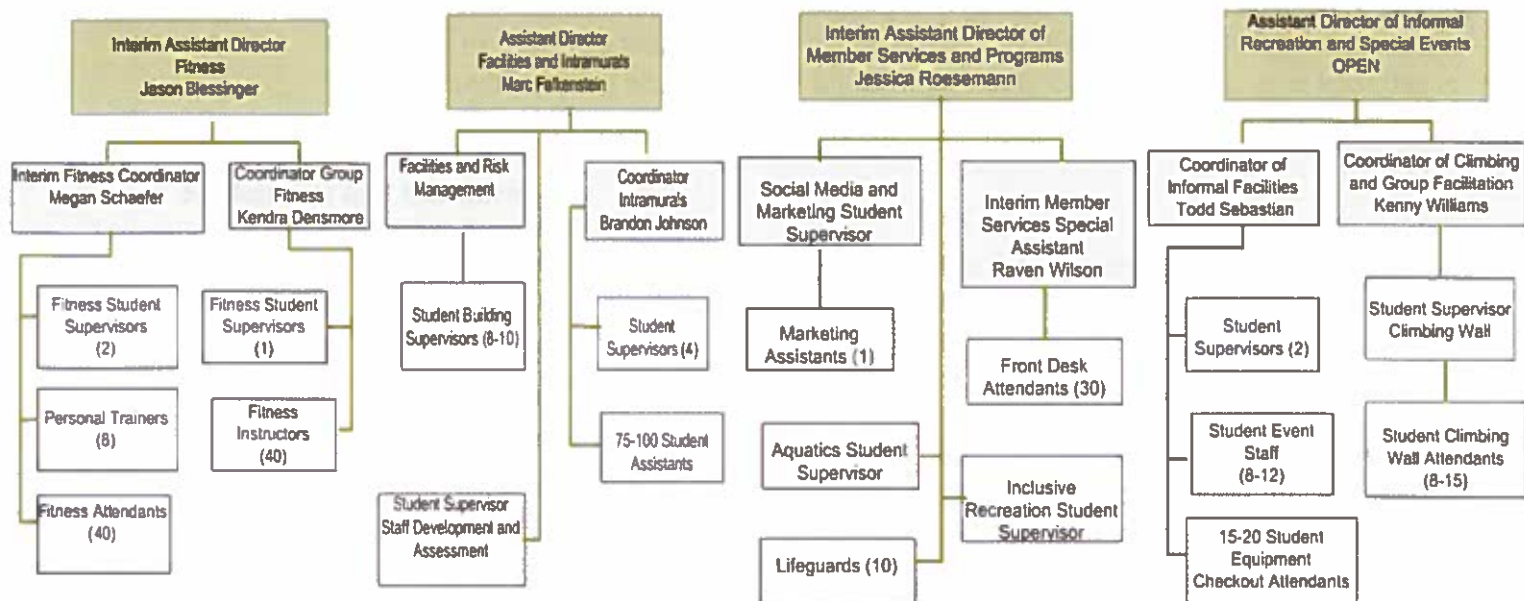 Interim Assistant Director
Fitness
Jason Blessinger
Interim Fitness Coordinator
Megan Schaefer
Fitness Student
Supervisors
(2)
Personal Trainers
(8)
Fitness Attendants
(40)
Coordinator Group
Fitness
Kendra Densmore
Fitness Student
Supervisors
(1)
Fitness
Instructors
(40)
Assistant Director
Facilities and Intramurals
Marc Falkenstein
Facilities and Risk
Management
Student Building
Supervisors (8-10)
Student Supervisor
Staff Development and
Assessment
Coordinator
Intramura's
Brandon Johnson
Student
Supervisors (4)
75-100 Student
Assistants
Interim Assistant Director of
Member Services and Programs
Jessica Roesemann
Social Media and
Marketing Student
Supervisor
Marketing
Assistants (1)
Interim Member
Services Special
Assistant
Raven Wilson
Front Desk
Attendants (30)
Aquatics Student
Supervisor
Inclusive
Recreation Student
Supervisor
Lifeguards (10)
Assistant Director of Informal
Recreation and Special Events
OPEN
Coordinator of
Informal Facilities
Todd Sebastian
Student
Supervisors (2)
Student Event
Staff
(8-12)
15-20 Student
Equipment
Checkout Attendants
Coordinator of Climbing
and Group Facilitation
Kenny Williams
Student Supervisor
Climbing Wall
Student Climbing
Wall Attendants
(8-15)